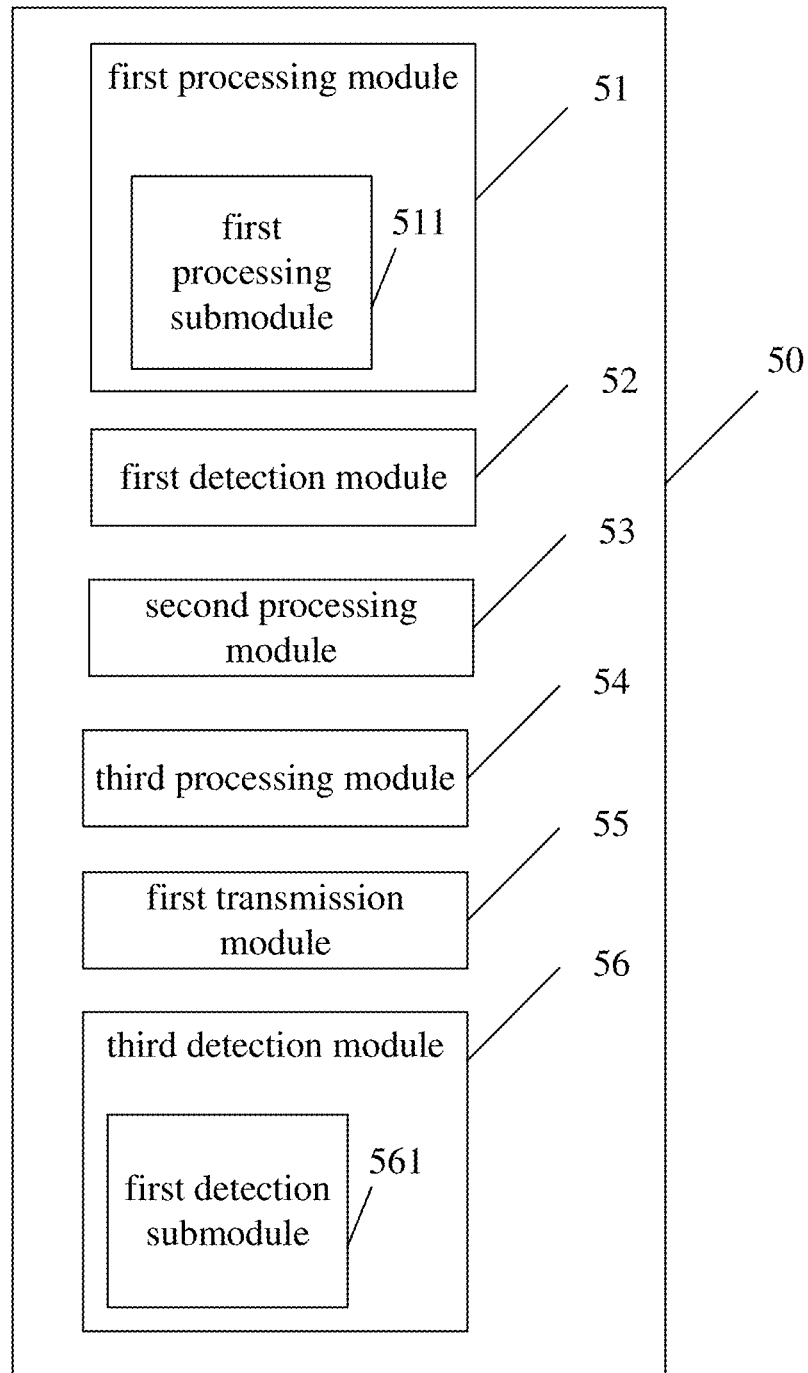 first processing module
51
first
processing
submodule
511
50
first detection module
52
second processing
module
53
third processing module
54
first transmission
module
55
third detection module
56
first detection
submodule
561